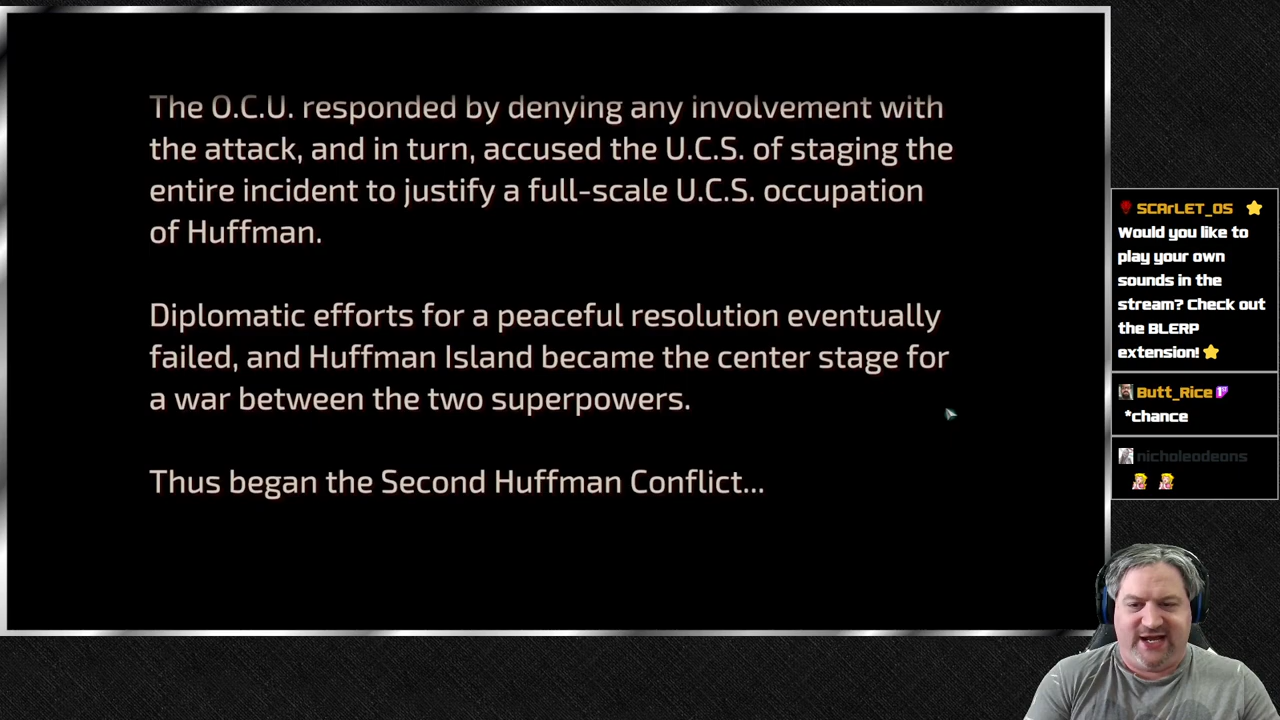 The O.C.U. responded by denying any involvement with
the attack, and in turn, accused the U.C.S. of staging the
entire incident to justify a full-scale U.C.S. occupation
of Huffman.
Diplomatic efforts for a peaceful resolution eventually
failed, and Huffman Island became the center stage for
a war between the two superpowers.
Thus began the Second Huffman Conflict...
SCArLET_OS
Would you like to
play your own
sounds in the
stream? Check out
the BLERP
extension!
Butt_Rice
*chance
nicholeodeons